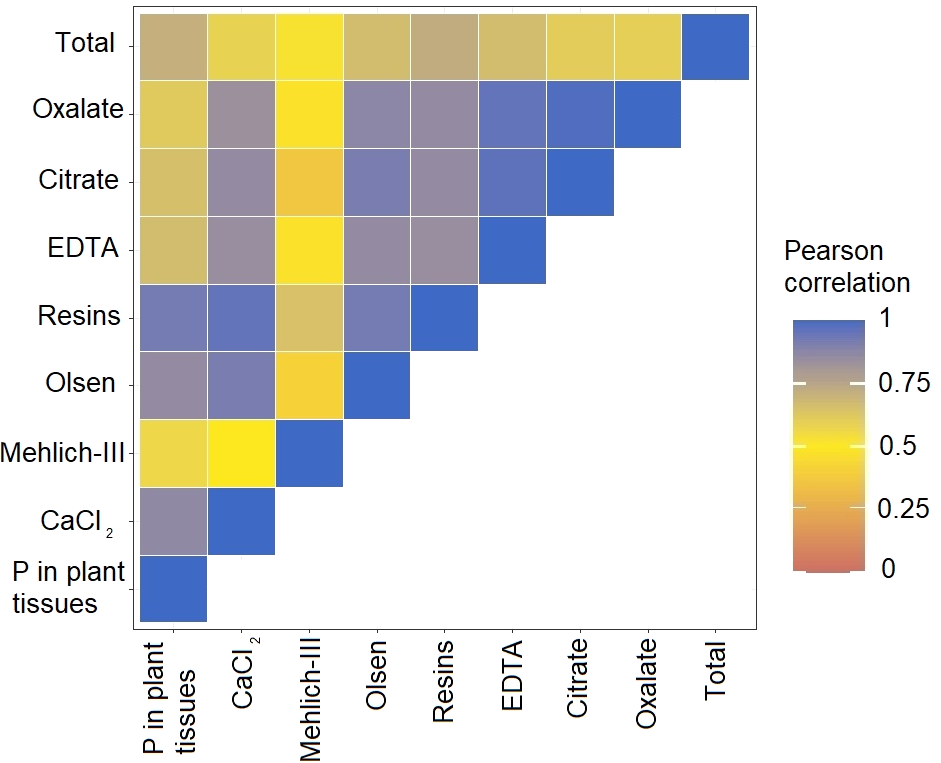 Total
Oxalate
Citrate
EDTA
Resins
Olsen
Mehlich-III
CaCl₂
P in plant
tissues
P in plant
tissues
CaCl₂
Mehlich-III
Olsen
Resins
EDTA
Citrate
Oxalate
Total
Pearson
correlation
1
0.75
0.5
0.25
0